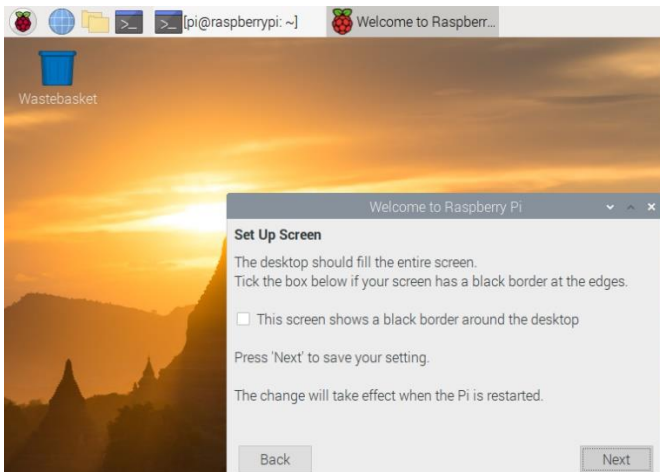 [pi@raspberrypi: ~]
Welcome to Raspberr...
Wastebasket
Welcome to Raspberry Pi
Set Up Screen
The desktop should fill the entire screen.
Tick the box below if your screen has a black border at the edges.
This screen shows a black border around the desktop
Press 'Next' to save your setting.
The change will take effect when the Pi is restarted.
Back
Next